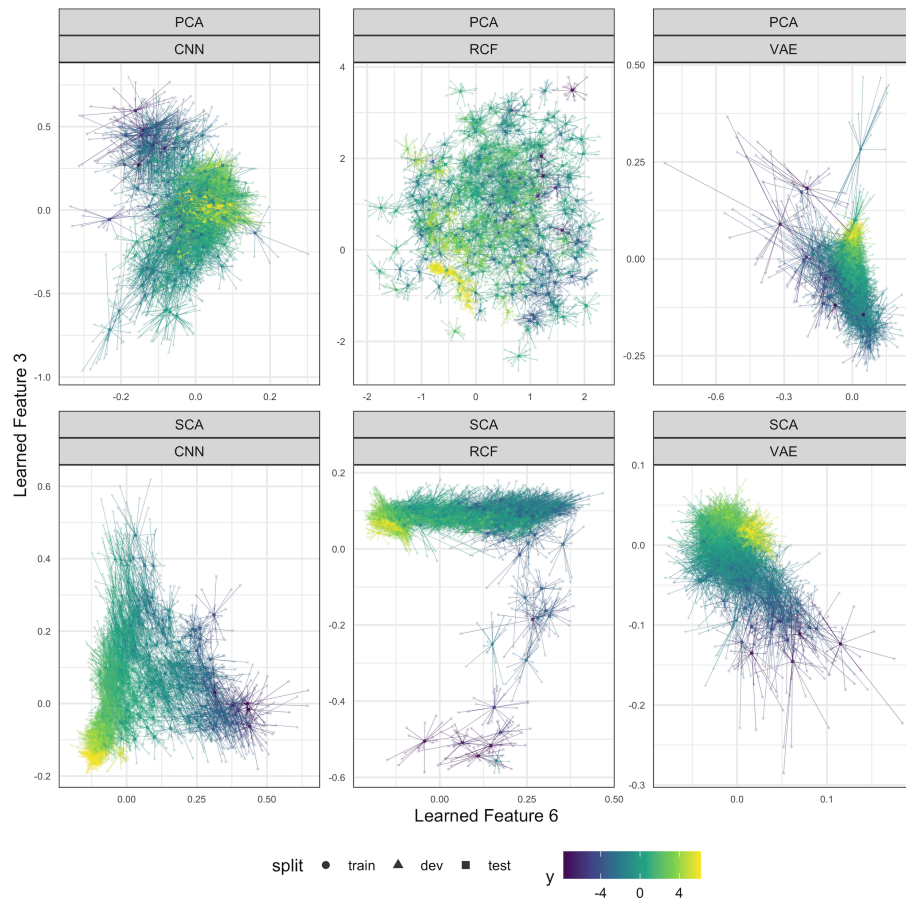 PCA
PCA
PCA
CNN
RCF
VAE
0.5
0.0
-0.5
-1.0
-0.2
0.0
0.2
4
2
0
-2
-2
-1
0
1
2
0.50
0.25
0.00
-0.25
-0.6
-0.3
0.0
Learned Feature 3
SCA
SCA
SCA
CNN
RCF
VAE
0.6
0.4
0.2
0.0
-0.2
0.00
0.25
0.50
0.2
0.0
-0.2
-0.4
-0.6
0.00
0.25
0.50
0.1
0.0
-0.1
-0.2
-0.3
0.0
0.1
Learned Feature 6
split train dev test
y
-4 0 4